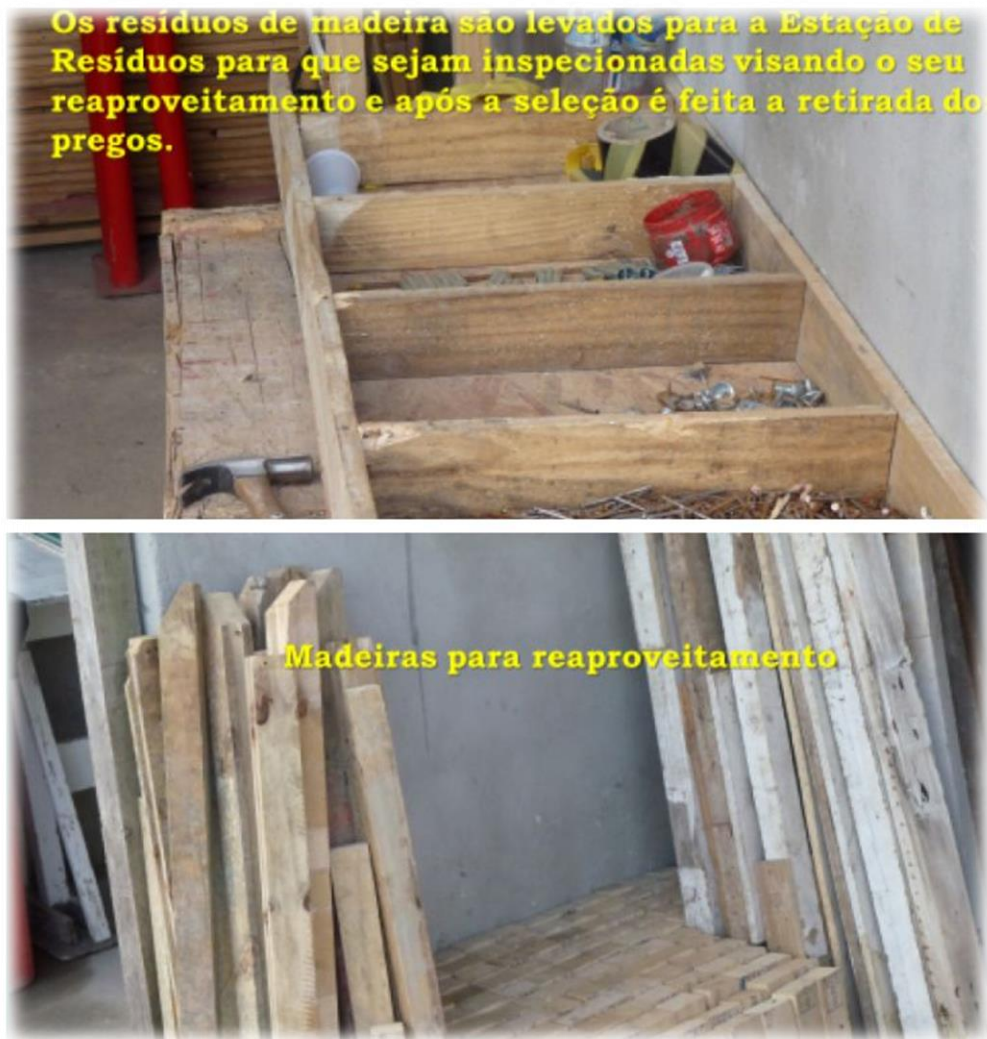 Os resíduos de madeira são levados para a Estação de
Resíduos para que sejam inspecionadas visando o seu
reaproveitamento e após a seleção é feita a retirada do
pregos.
Madeiras para reaproveitamento